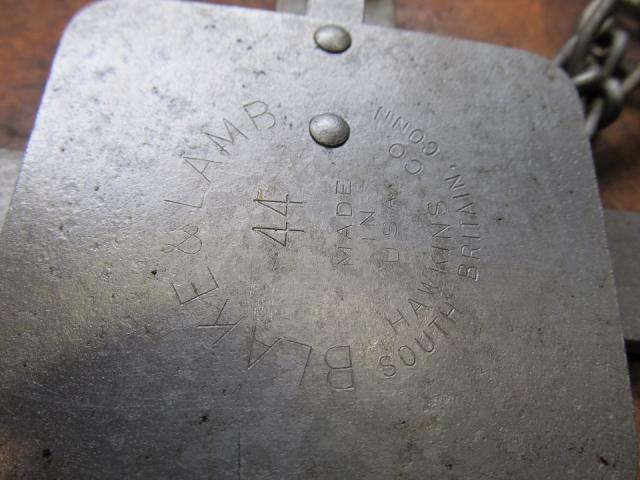 BLAKE & LAMB
44
MADE
IN
U.S.A.
HAWKINS CO
SOUTH BRITAIN, CONN